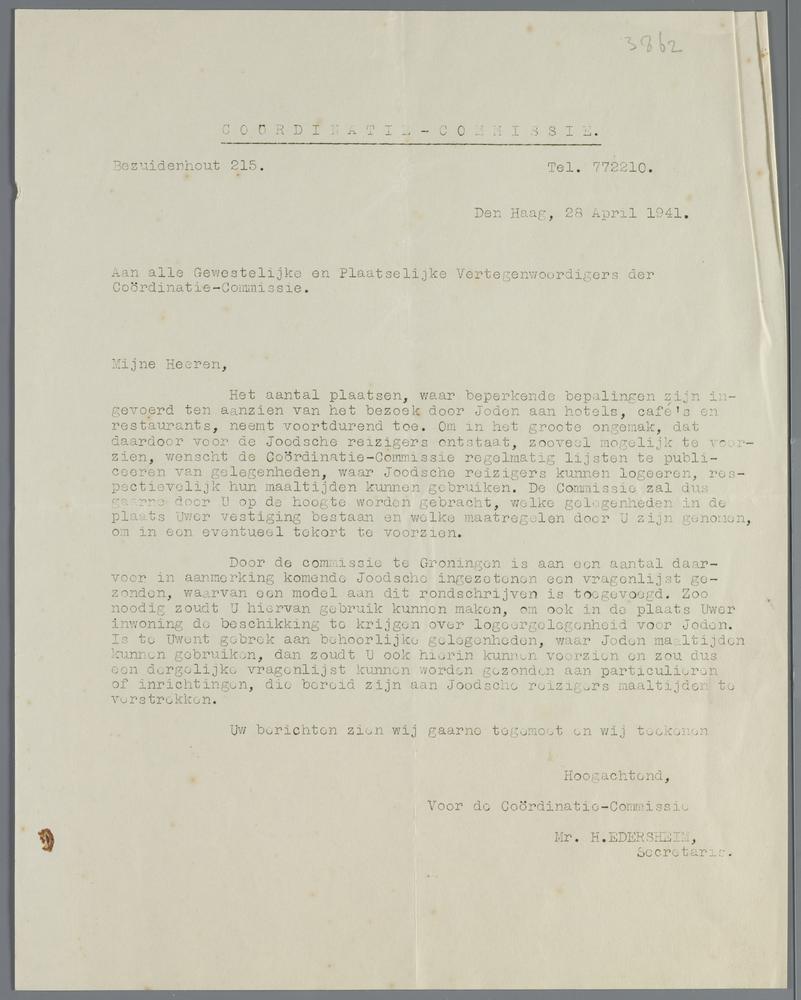 3862
COÖRDINATIE-COMMISSIE.
Bezuidenhout 215. Tel. 772210.
Den Haag, 28 April 1941.
Aan alle Gewestelijke en Plaatselijke Vertegenwoordigers der
Coördinatie-Commissie.
Mijne Heeren,
Het aantal plaatsen, waar beperkende bepalingen zijn in-
gevoerd ten aanzien van het bezoek door Joden aan hotels, café's en
restaurants, neemt voortdurend toe. Om in het groote ongemak, dat
daardoor voor de Joodsche reizigers ontstaat, zooveel mogelijk te voor-
zien, wenscht de Coördinatie-Commissie regelmatig lijsten te publi-
ceeren van gelegenheden, waar Joodsche reizigers kunnen logeeren, res-
pectievelijk hun maaltijden kunnen gebruiken. De Commissie zal dus
gaarne door U op de hoogte worden gebracht, welke gelegenheden in de
plaats Uwer vestiging bestaan en welke maatregelen door U zijn genomen,
om in een eventueel tekort te voorzien.
Door de commissie te Groningen is aan een aantal daar-
voor in aanmerking komende Joodsche ingezetenen een vragenlijst ge-
zonden, waarvan een model aan dit rondschrijven is toegevoegd. Zoo
noodig zoudt U hiervan gebruik kunnen maken, om ook in de plaats Uwer
inwoning de beschikking te krijgen over logeergelegenheid voor Joden.
Is te Uwent gebrek aan behoorlijke gelegenheden, waar Joden maaltijden
kunnen gebruiken, dan zoudt U ook hierin kunnen voorzien en zou dus
een dergelijke vragenlijst kunnen worden gezonden aan particulieren
of inrichtingen, die bereid zijn aan Joodsche reizigers maaltijden te
verstrekken.
Uw berichten zien wij gaarne tegemoet en wij teekenen
Hoogachtend,
Voor de Coördinatie-Commissie
Mr. H.EDERSHEIM,
Secretaris.